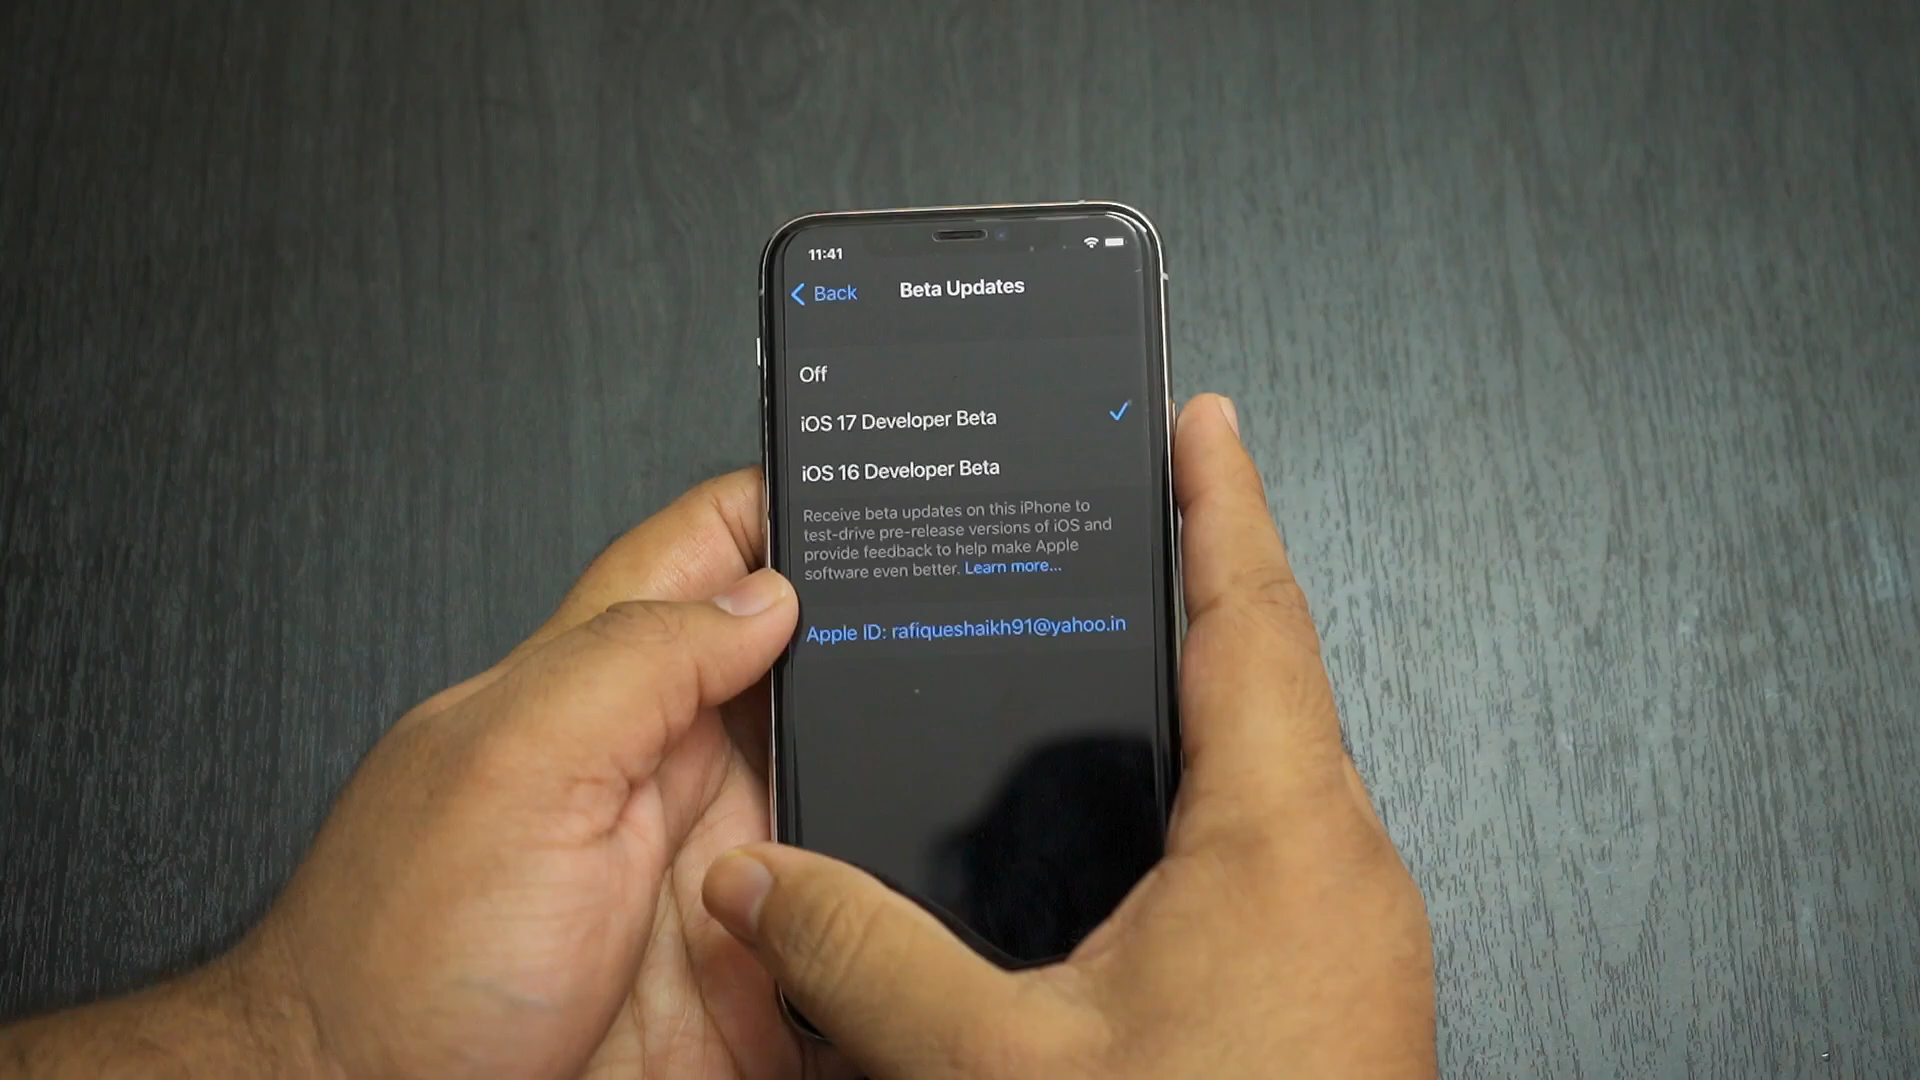 11:41
Back
Beta Updates
Off
iOS 17 Developer Beta
iOS 16 Developer Beta
Receive beta updates on this iPhone to
test-drive pre-release versions of iOS and
provide feedback to help make Apple
software even better. Learn more...
Apple ID: rafiqueshaikh91@yahoo.in